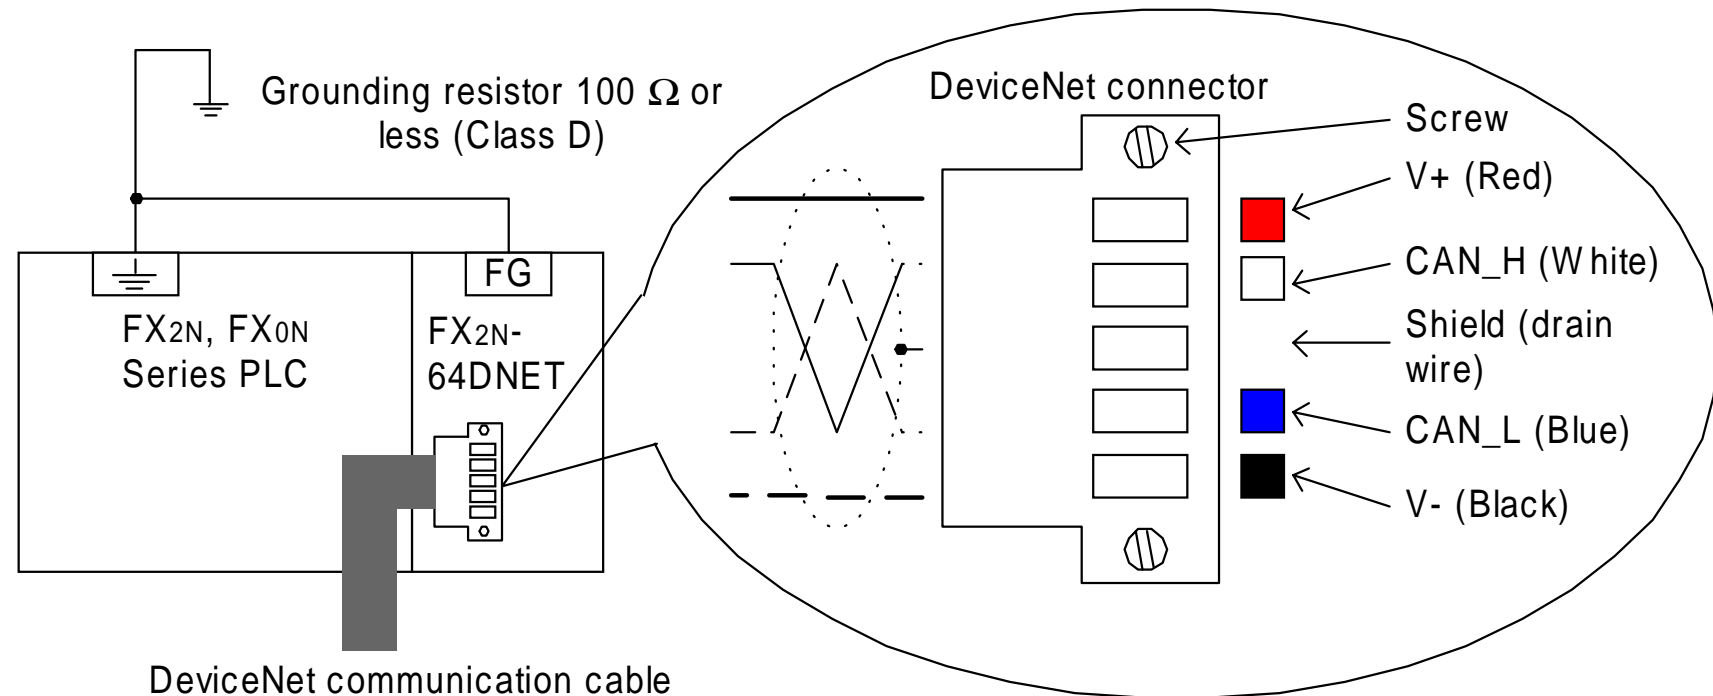 Grounding resistor 100 Ω or
less (Class D)
FG
FX2N, FX0N
Series PLC
FX2N-
64DNET
DeviceNet communication cable
DeviceNet connector
Screw
V+ (Red)
CAN_H (White)
Shield (drain
wire)
CAN_L (Blue)
V- (Black)